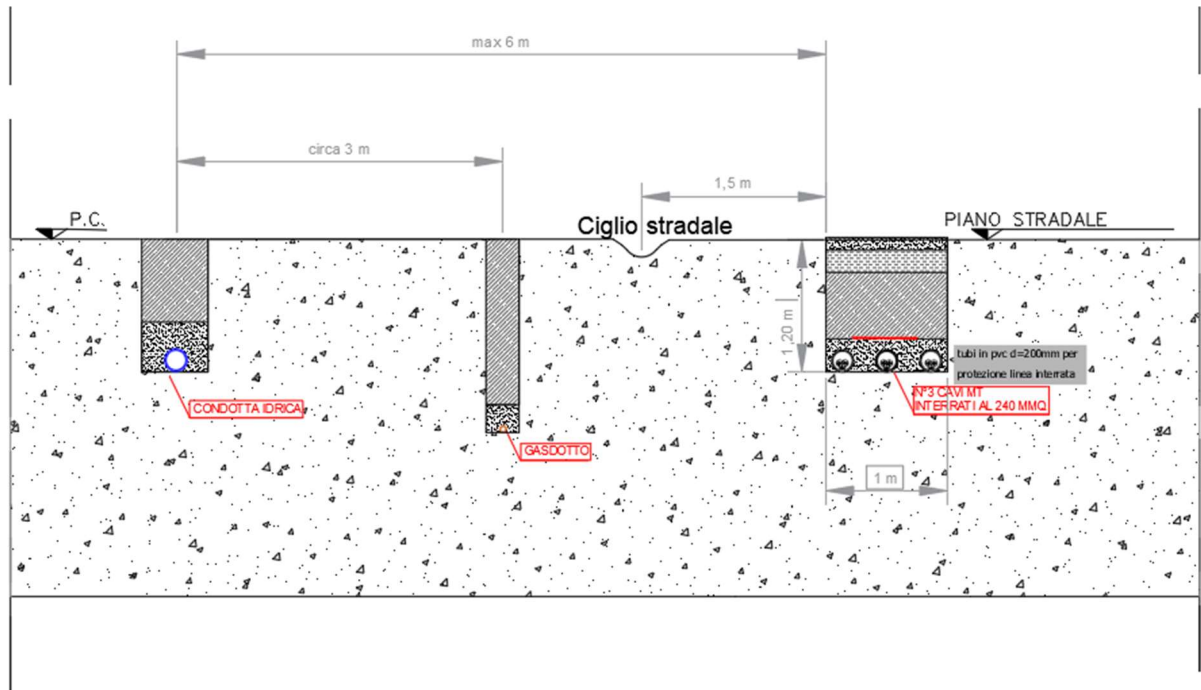 max 6 m
circa 3 m
1,5 m
P.C.
Ciglio stradale
PIANO STRADALE
1,20 m
tubi in pvc d=200mm per
protezione linea interrata
N°3 CAVI MT
INTERRATI AL 240 MMQ
CONDOTTA IDRICA
GASDOTTO
1 m